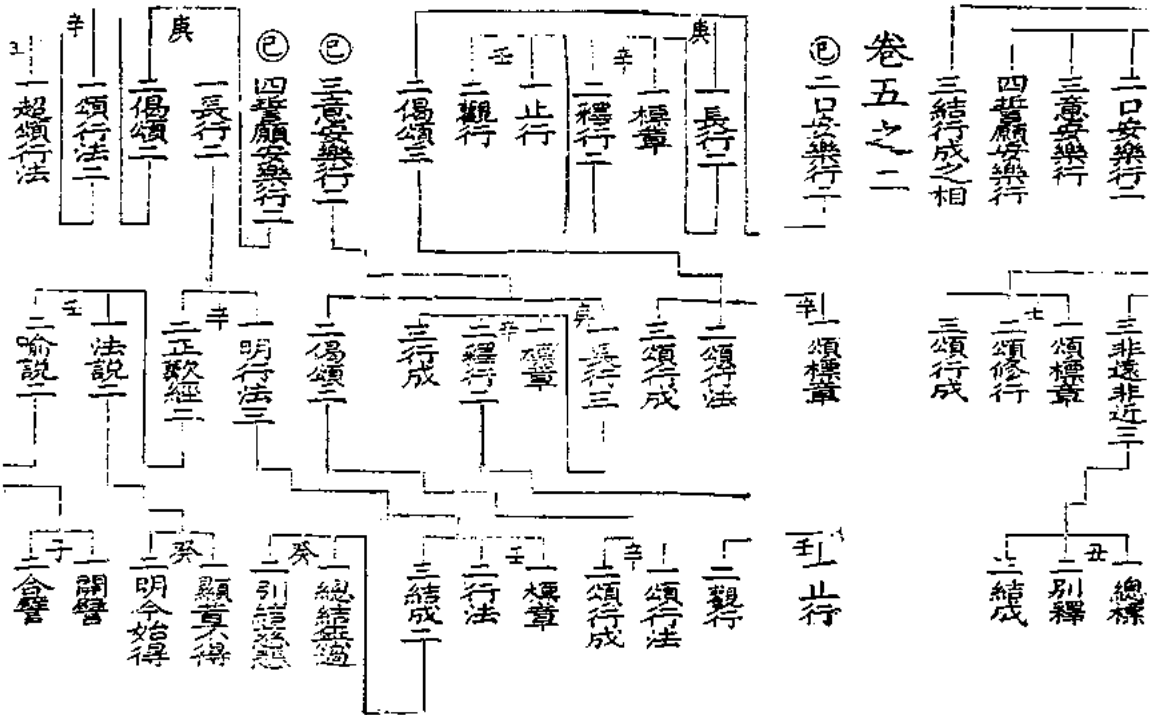 二口安樂行二
三意安樂行
四誓願安樂行
三結行成之相
卷五之二
㊁二口安樂行二
庚
一長行二
辛
一標章
二釋行二
壬
一止行
二觀行
二偈頌三
己
三意安樂行二
己
四誓願安樂行二
一長行二
庚
二偈頌二
辛
一頌行法二
一超頌行法
三非遠非近三
一頌標章
二頌修行
三頌行成
辛
一頌標章
二頌行法
三頌行成
庚
一長行三
辛
一標章
二釋行二
三行成
二偈頌二
一明行法三
辛
二正歎經二
壬
一法說二
二喻說二
丑
一總標
二別釋
三結成
壬
一止行
二觀行
辛
一頌行法
二頌行成
壬
一標章
二行法
三結成二
癸
一總結無過
二引結慈悲
癸
一顯昔不得
二明今始得
子
一開譬
二合譬